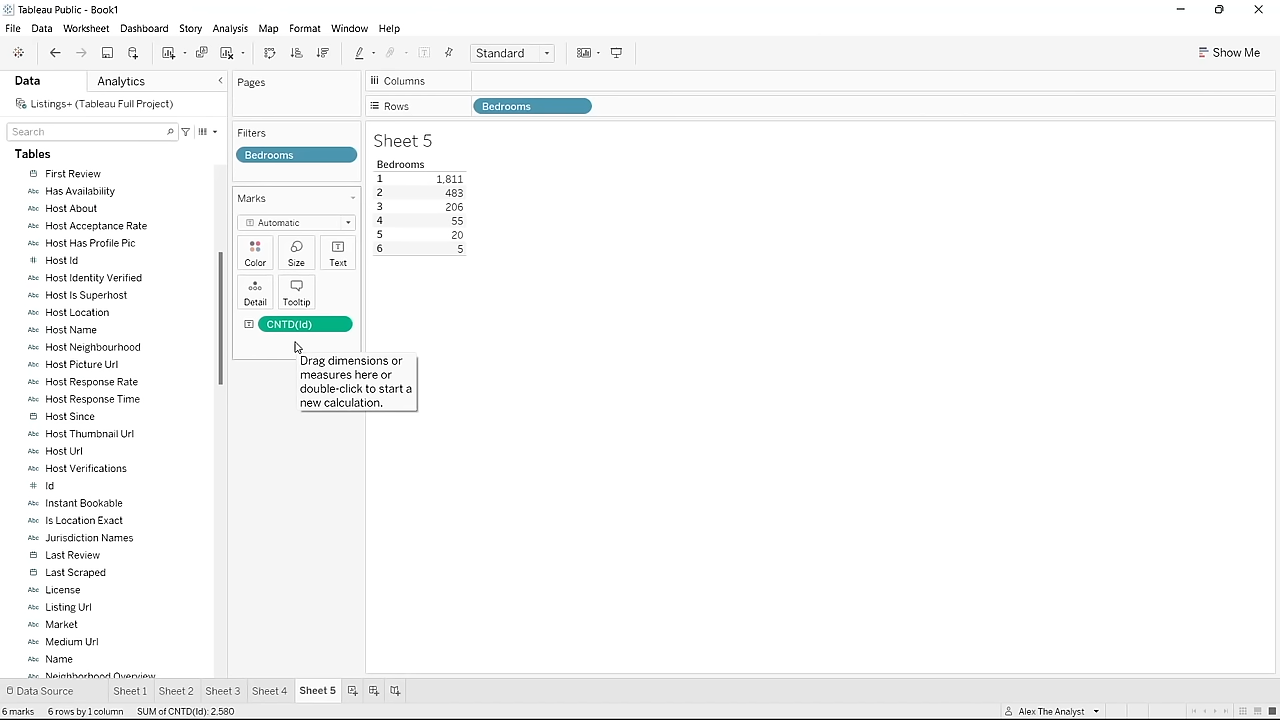 Tableau Public - Book1
File Data Worksheet Dashboard Story Analysis Map Format Window Help
Standard
Show Me
Data Analytics
Pages
Columns
Listings+ (Tableau Full Project)
Rows Bedrooms
Search
Filters
Bedrooms
Sheet 5
Tables
Bedrooms
First Review
1 1,811
Has Availability
2 483
Host About
Marks
3 206
Host Acceptance Rate
Automatic
4 55
5 20
Host Has Profile Pic
6 5
Host Id
Color Size Text
Host Identity Verified
Host Is Superhost
Detail Tooltip
Host Location
CNTD(Id)
Host Name
Host Neighbourhood
Drag dimensions or
measures here or
double-click to start a
new calculation.
Host Picture Url
Host Response Rate
Host Response Time
Host Since
Host Thumbnail Url
Host Url
Host Verifications
Id
Instant Bookable
Is Location Exact
Jurisdiction Names
Last Review
Last Scraped
License
Listing Url
Market
Medium Url
Name
Neighborhood Overview
Data Source Sheet 1 Sheet 2 Sheet 3 Sheet 4 Sheet 5
6 marks 6 rows by 1 column SUM of CNTD(Id): 2,580
Alex The Analyst